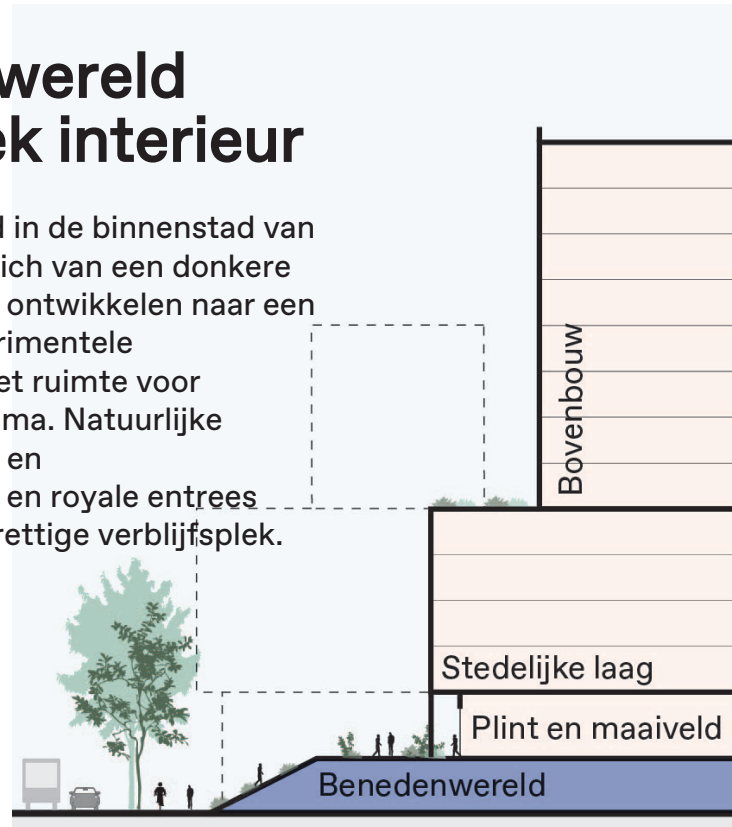 wereld
ek interieur
in de binnenstad van
ich van een donkere
ontwikkelen naar een
rimentele
et ruimte voor
ma. Natuurlijke
en
en royale entrees
rettige verblijfsplek.
Bovenbouw
Stedelijke laag
Plint en maaiveld
Benedenwereld